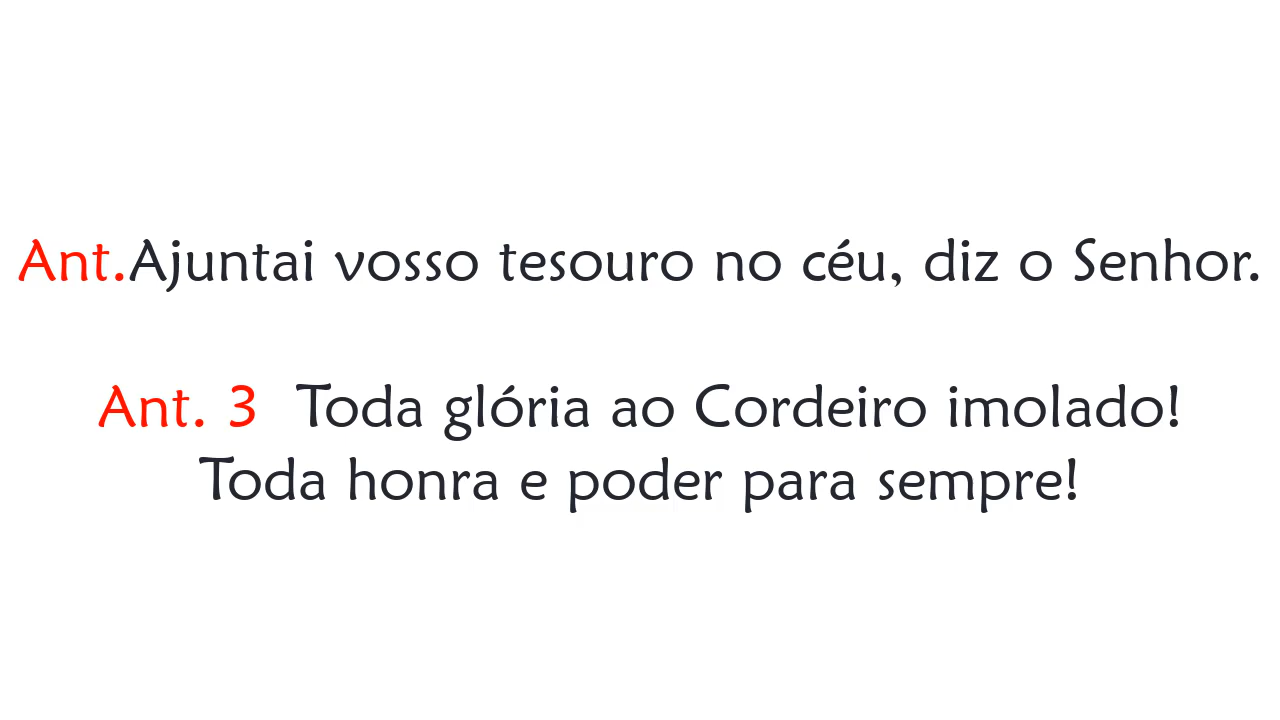 Ant.Ajuntai vosso tesouro no céu, diz o Senhor.
Ant. 3 Toda glória ao Cordeiro imolado!
Toda honra e poder para sempre!